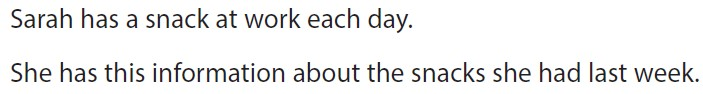 Sarah has a snack at work each day.
She has this information about the snacks she had last week.